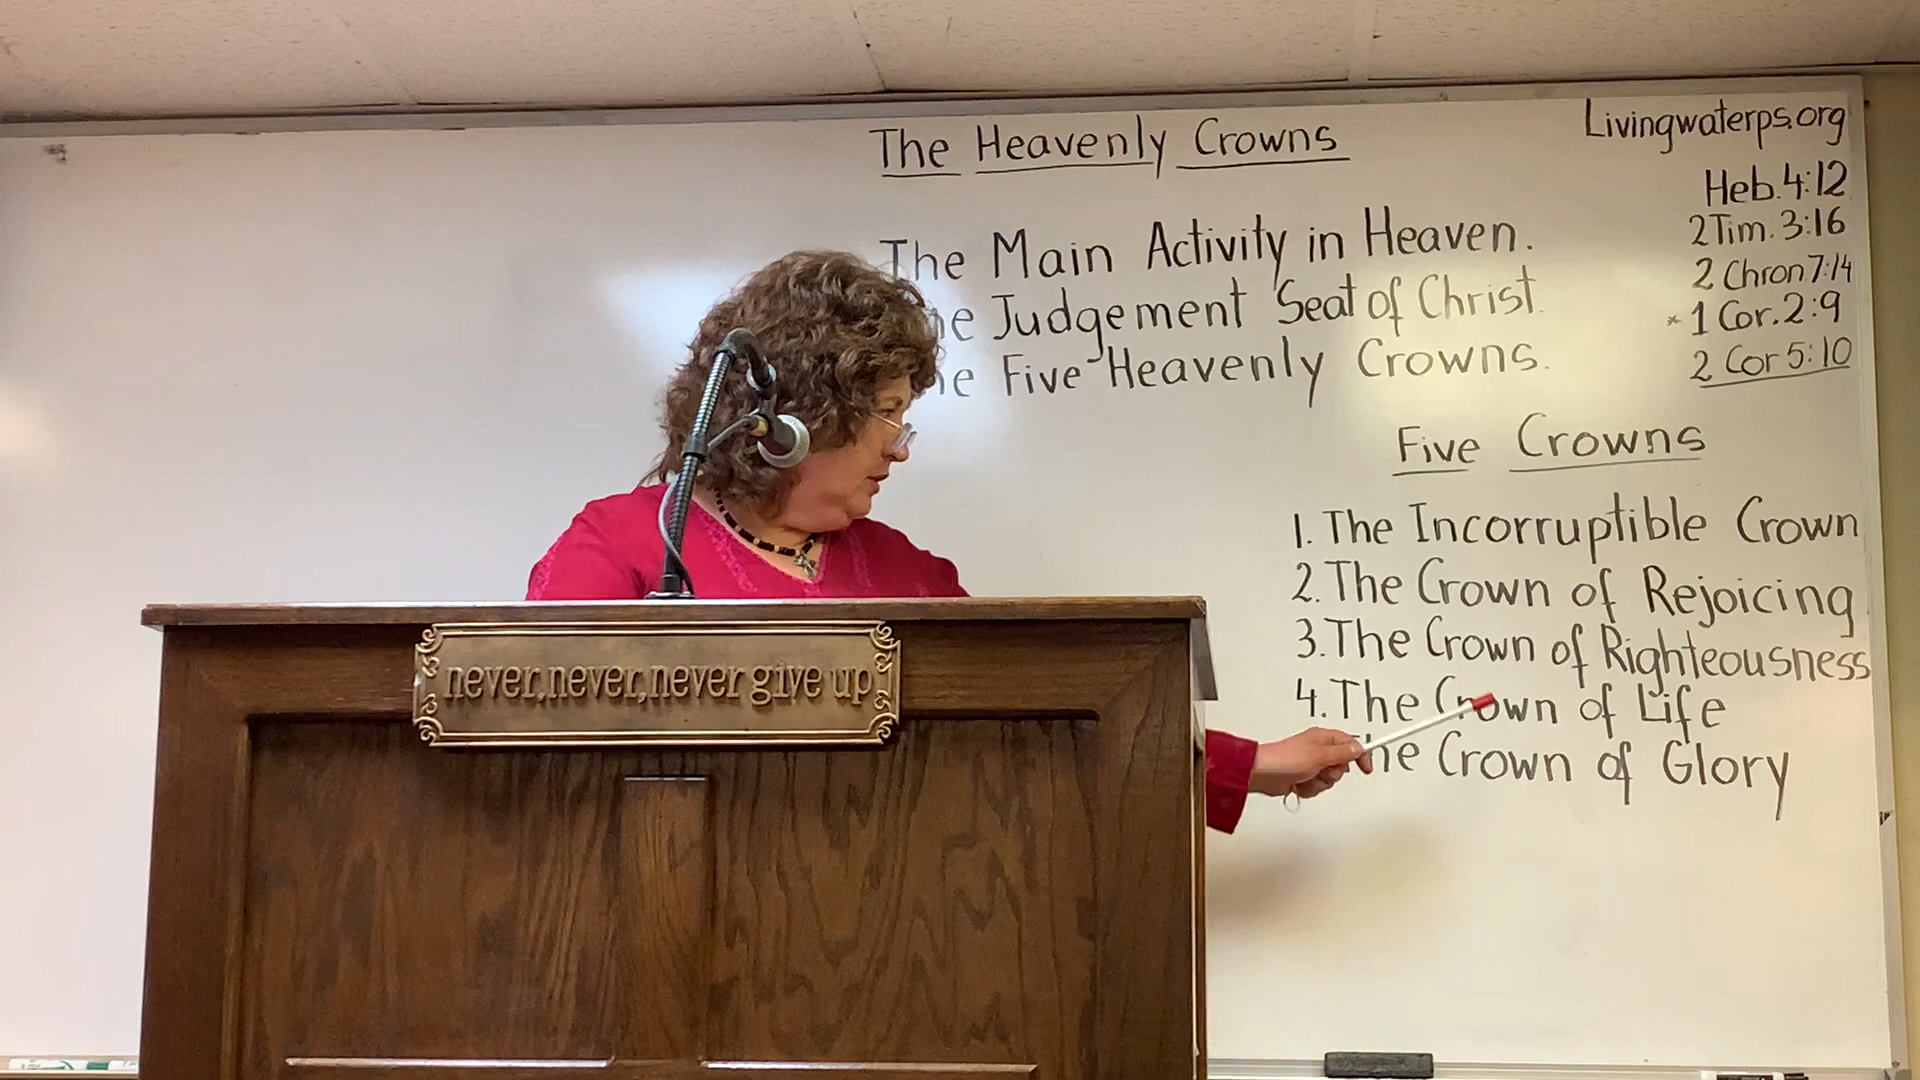 The Heavenly Crowns
Livingwaterps.org
Heb. 4:12
2 Tim. 3:16
2 Chron 7:14
* 1 Cor. 2:9
2 Cor 5:10
The Main Activity in Heaven.
he Judgement Seat of Christ.
he Five Heavenly Crowns.
Five Crowns
1. The Incorruptible Crown
2. The Crown of Rejoicing
3. The Crown of Righteousness
4. The Crown of Life
The Crown of Glory
never, never, never give up